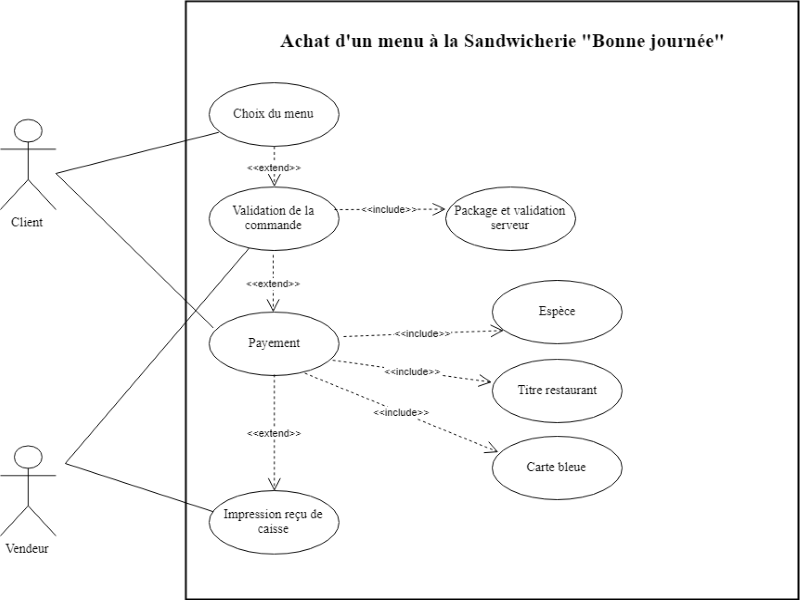 Achat d'un menu à la Sandwicherie "Bonne journée"
Choix du menu
<<extend>>
Client
Validation de la
commande
<<include>>
Package et validation
serveur
<<extend>>
Espèce
Payement
<<include>>
<<include>>
Titre restaurant
<<include>>
<<extend>>
Carte bleue
Impression reçu de
caisse
Vendeur